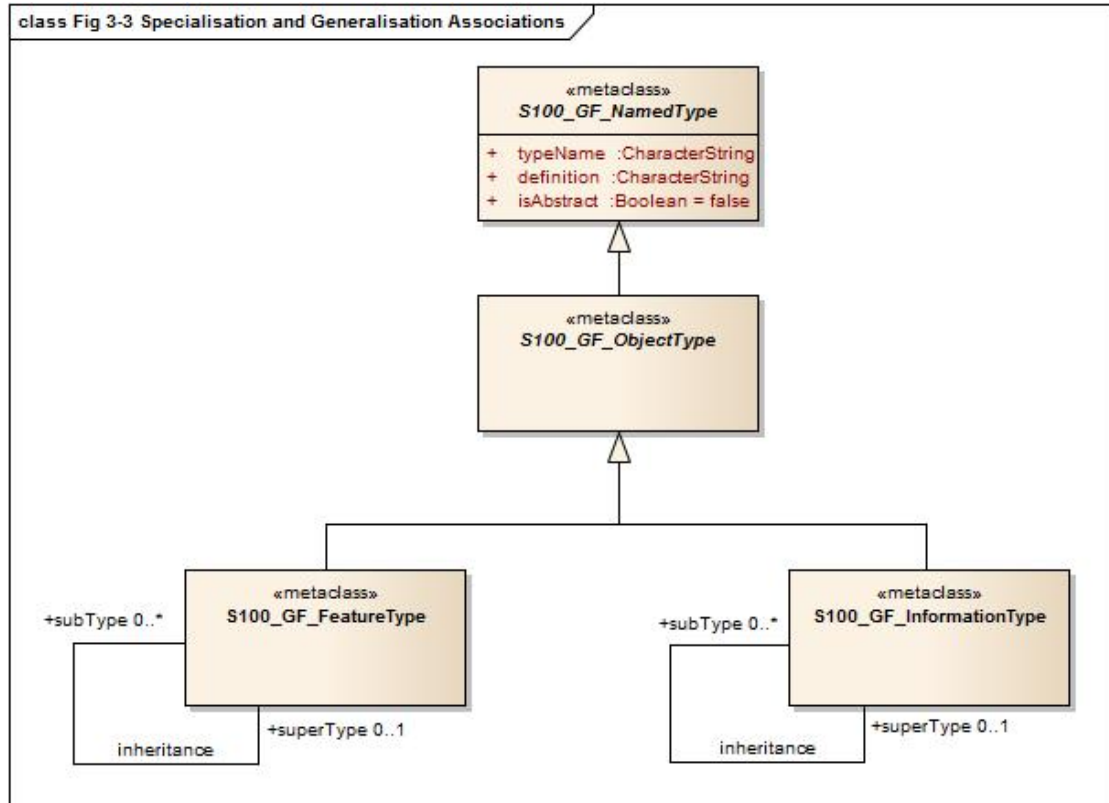 class Fig 3-3 Specialisation and Generalisation Associations
«metaclass»
S100_GF_NamedType
+ typeName :CharacterString
+ definition :CharacterString
+ isAbstract :Boolean = false
«metaclass»
S100_GF_ObjectType
«metaclass»
S100_GF_FeatureType
+subType 0..*
+superType 0..1
inheritance
«metaclass»
S100_GF_InformationType
+subType 0..*
+superType 0..1
inheritance